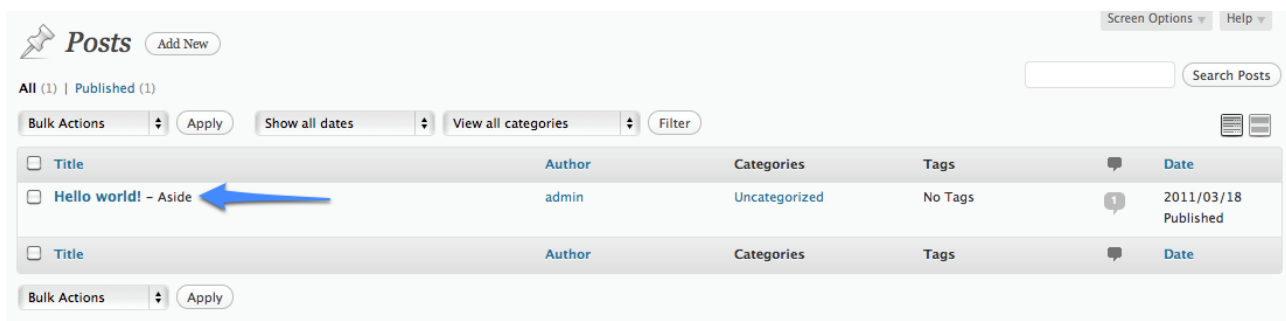 Screen Options Help
Posts Add New
Search Posts
All (1) | Published (1)
Bulk Actions Apply Show all dates View all categories Filter
Title Author Categories Tags Date
Hello world! – Aside admin Uncategorized No Tags 1 2011/03/18
Published
Title Author Categories Tags Date
Bulk Actions Apply